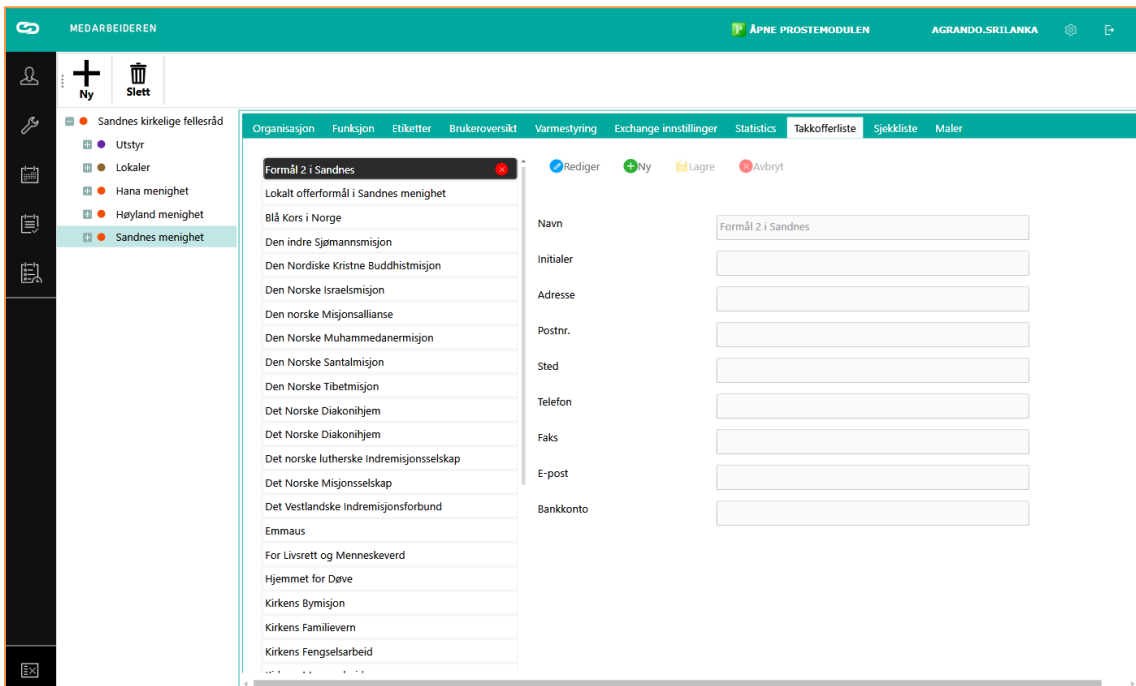 MEDARBEIDEREN
P ÅPNE PROSTEMODULEN
AGRANDO.SRILANKA
Ny
Slett
Sandnes kirkelige fellesråd
Utstyr
Lokaler
Hana menighet
Høyland menighet
Sandnes menighet
Organisasjon Funksjon Etiketter Brukeroversikt Varmestyring Exchange innstillinger Statistics Takkofferliste Sjekkliste Maler
Formål 2 i Sandnes
Lokalt offerformål i Sandnes menighet
Blå Kors i Norge
Den indre Sjømannsmisjon
Den Nordiske Kristne Buddhistmisjon
Den Norske Israelsmisjon
Den norske Misjonsallianse
Den Norske Muhammedanermisjon
Den Norske Santalmisjon
Den Norske Tibetmisjon
Det Norske Diakonihjem
Det Norske Diakonihjem
Det norske lutherske Indremisjonsselskap
Det Norske Misjonsselskap
Det Vestlandske Indremisjonsforbund
Emmaus
For Livsrett og Menneskeverd
Hjemmet for Døve
Kirkens Bymisjon
Kirkens Familievern
Kirkens Fengselsarbeid
Rediger Ny Lagre Avbryt
Navn Formål 2 i Sandnes
Initialer
Adresse
Postnr.
Sted
Telefon
Faks
E-post
Bankkonto